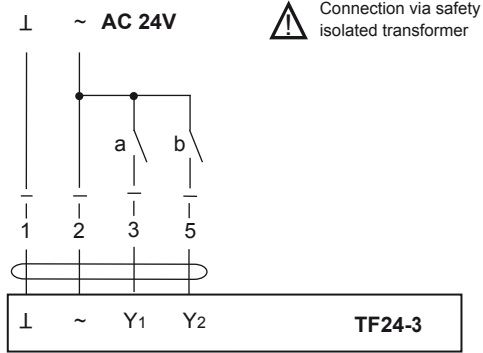 ⊥ ~ AC 24V
Connection via safety
isolated transformer
a b
1 2 3 5
⊥ ~ Y1 Y2 TF24-3